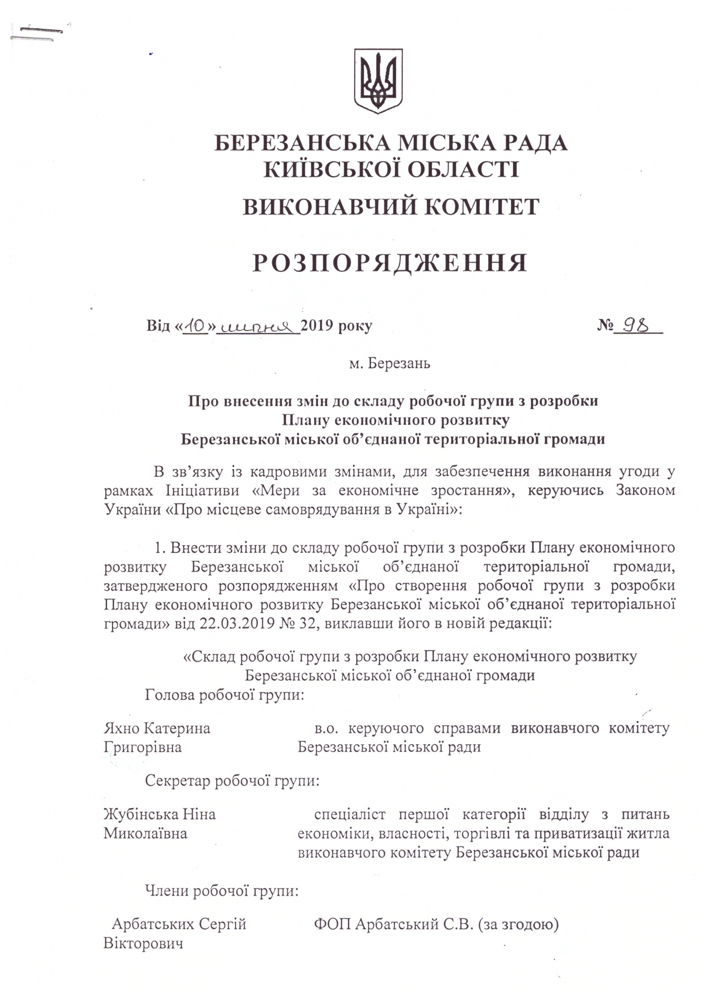 БЕРЕЗАНСЬКА МІСЬКА РАДА
КИЇВСЬКОЇ ОБЛАСТІ
ВИКОНАВЧИЙ КОМІТЕТ
РОЗПОРЯДЖЕННЯ
Від «10» липня 2019 року № 98
м. Березань
Про внесення змін до складу робочої групи з розробки
Плану економічного розвитку
Березанської міської об’єднаної територіальної громади
В зв’язку із кадровими змінами, для забезпечення виконання угоди у
рамках Ініціативи «Мери за економічне зростання», керуючись Законом
України «Про місцеве самоврядування в Україні»:
1. Внести зміни до складу робочої групи з розробки Плану економічного
розвитку Березанської міської об’єднаної територіальної громади,
затвердженого розпорядженням «Про створення робочої групи з розробки
Плану економічного розвитку Березанської міської об’єднаної територіальної
громади» від 22.03.2019 № 32, виклавши його в новій редакції:
«Склад робочої групи з розробки Плану економічного розвитку
Березанської міської об’єднаної громади
Голова робочої групи:
Яхно Катерина в.о. керуючого справами виконавчого комітету
Григорівна Березанської міської ради
Секретар робочої групи:
Жубінська Ніна спеціаліст першої категорії відділу з питань
Миколаївна економіки, власності, торгівлі та приватизації житла
виконавчого комітету Березанської міської ради
Члени робочої групи:
Арбатських Сергій ФОП Арбатський С.В. (за згодою)
Вікторович